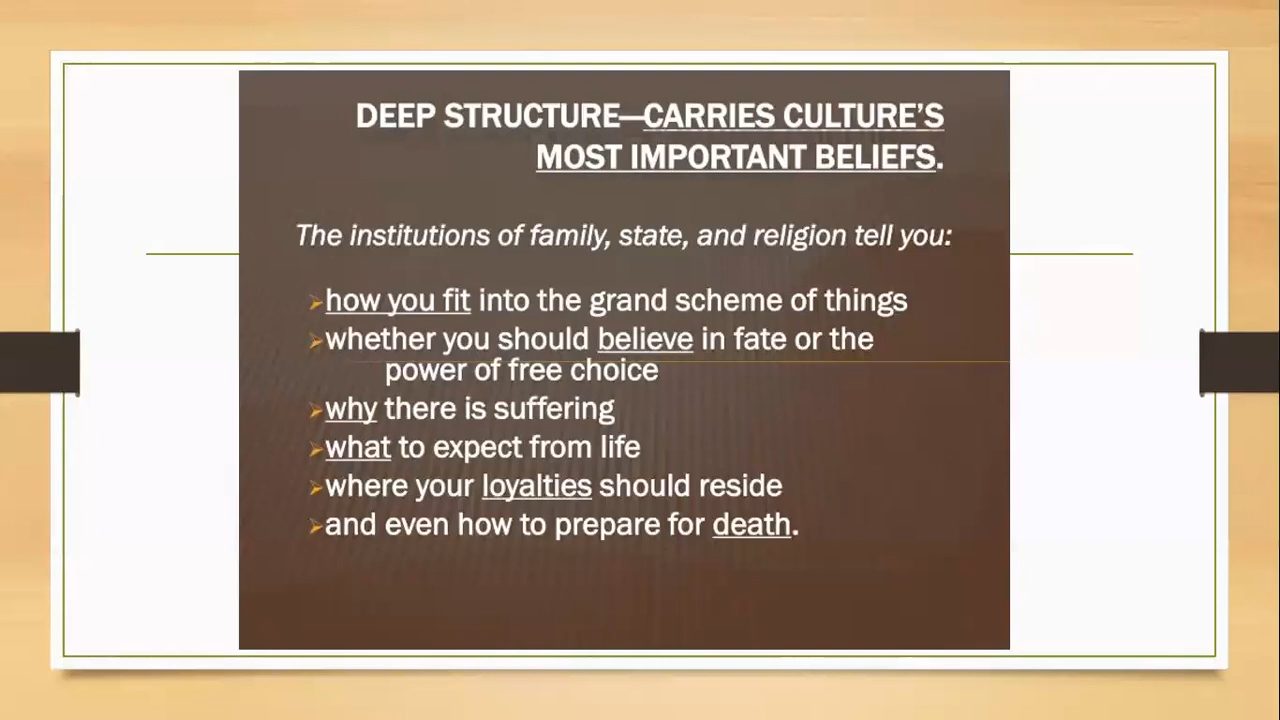 DEEP STRUCTURE—CARRIES CULTURE’S
MOST IMPORTANT BELIEFS.
The institutions of family, state, and religion tell you:
➢how you fit into the grand scheme of things
➢whether you should believe in fate or the
power of free choice
➢why there is suffering
➢what to expect from life
➢where your loyalties should reside
➢and even how to prepare for death.